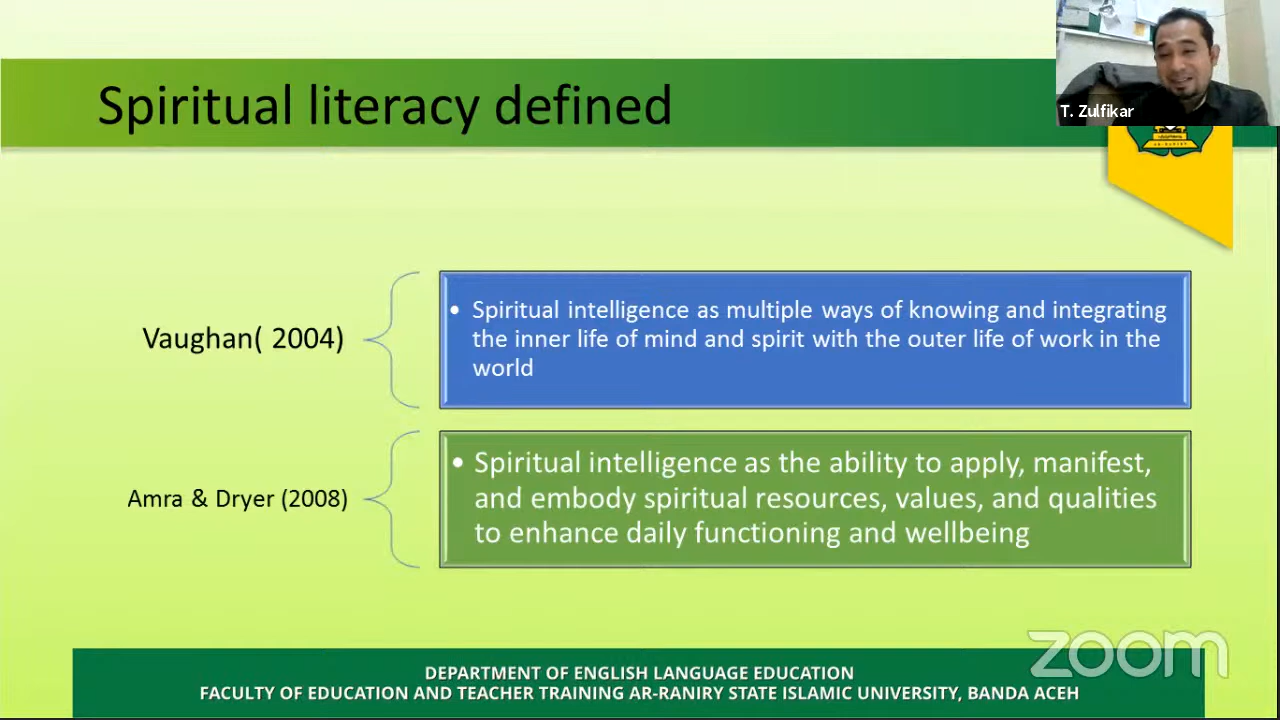 Spiritual literacy defined
T. Zulfikar
Vaughan( 2004)
• Spiritual intelligence as multiple ways of knowing and integrating
the inner life of mind and spirit with the outer life of work in the
world
Amra & Dryer (2008)
• Spiritual intelligence as the ability to apply, manifest,
and embody spiritual resources, values, and qualities
to enhance daily functioning and wellbeing
zoom
DEPARTMENT OF ENGLISH LANGUAGE EDUCATION
FACULTY OF EDUCATION AND TEACHER TRAINING AR-RANIRY STATE ISLAMIC UNIVERSITY, BANDA ACEH